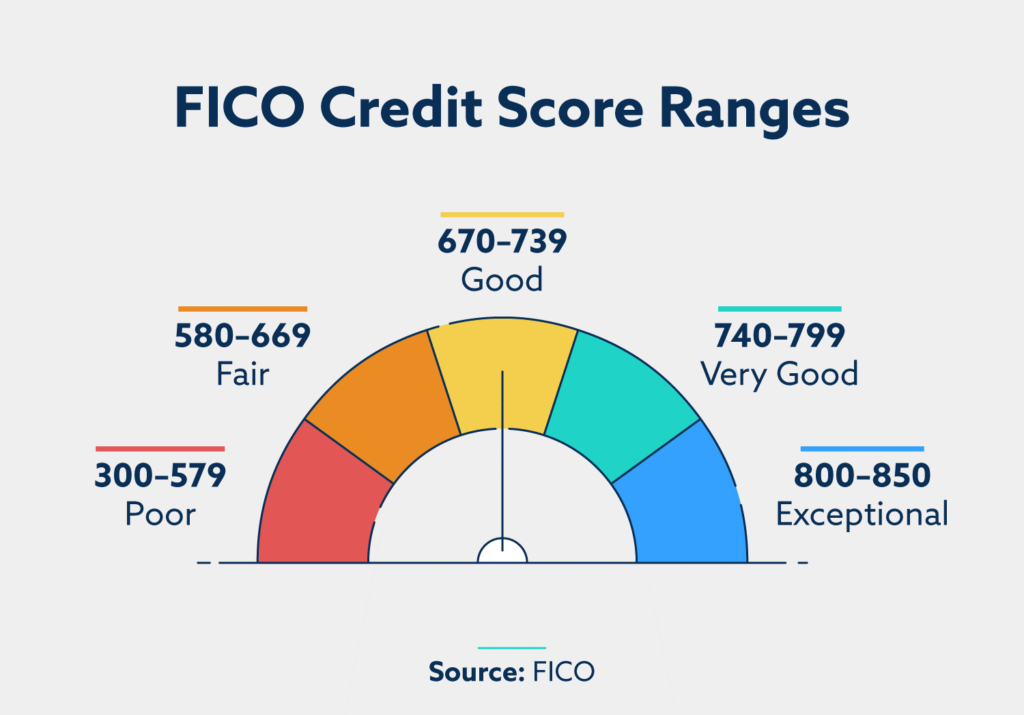 FICO Credit Score Ranges
670–739
Good
580–669
Fair
740–799
Very Good
300–579
Poor
800–850
Exceptional
Source: FICO